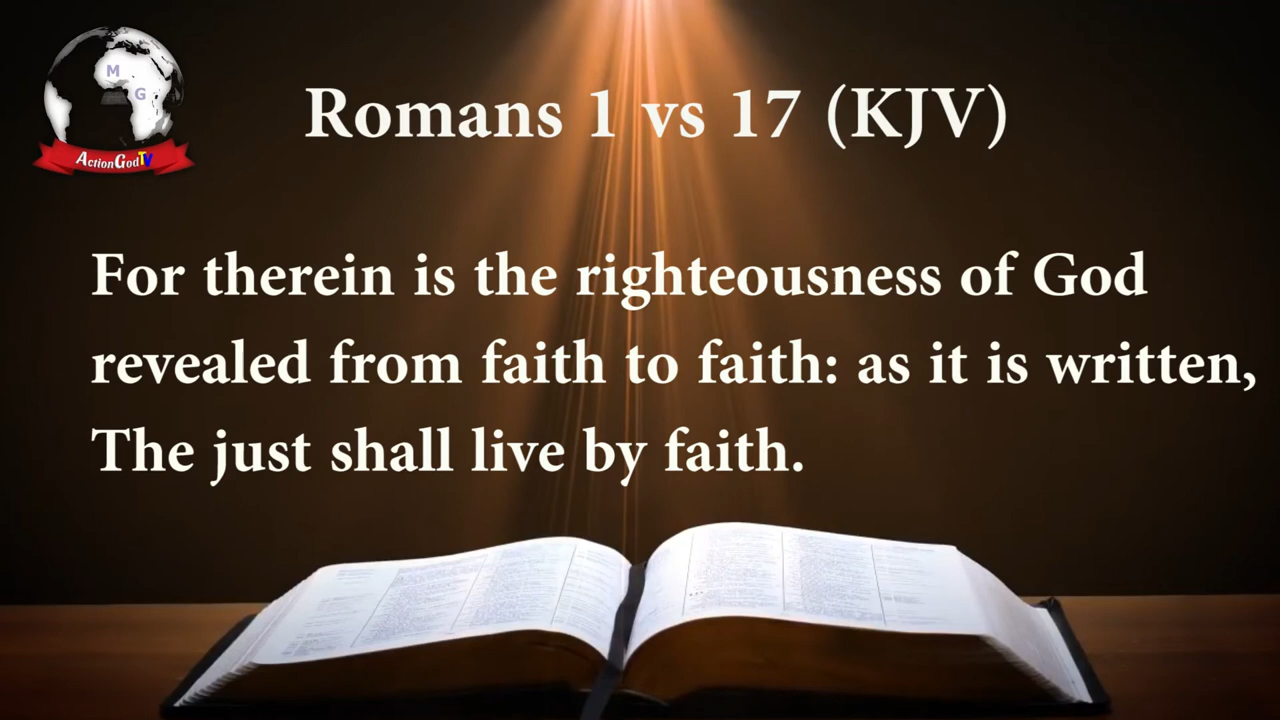 M
G
ActionGodTV
Romans 1 vs 17 (KJV)
For therein is the righteousness of God
revealed from faith to faith: as it is written,
The just shall live by faith.